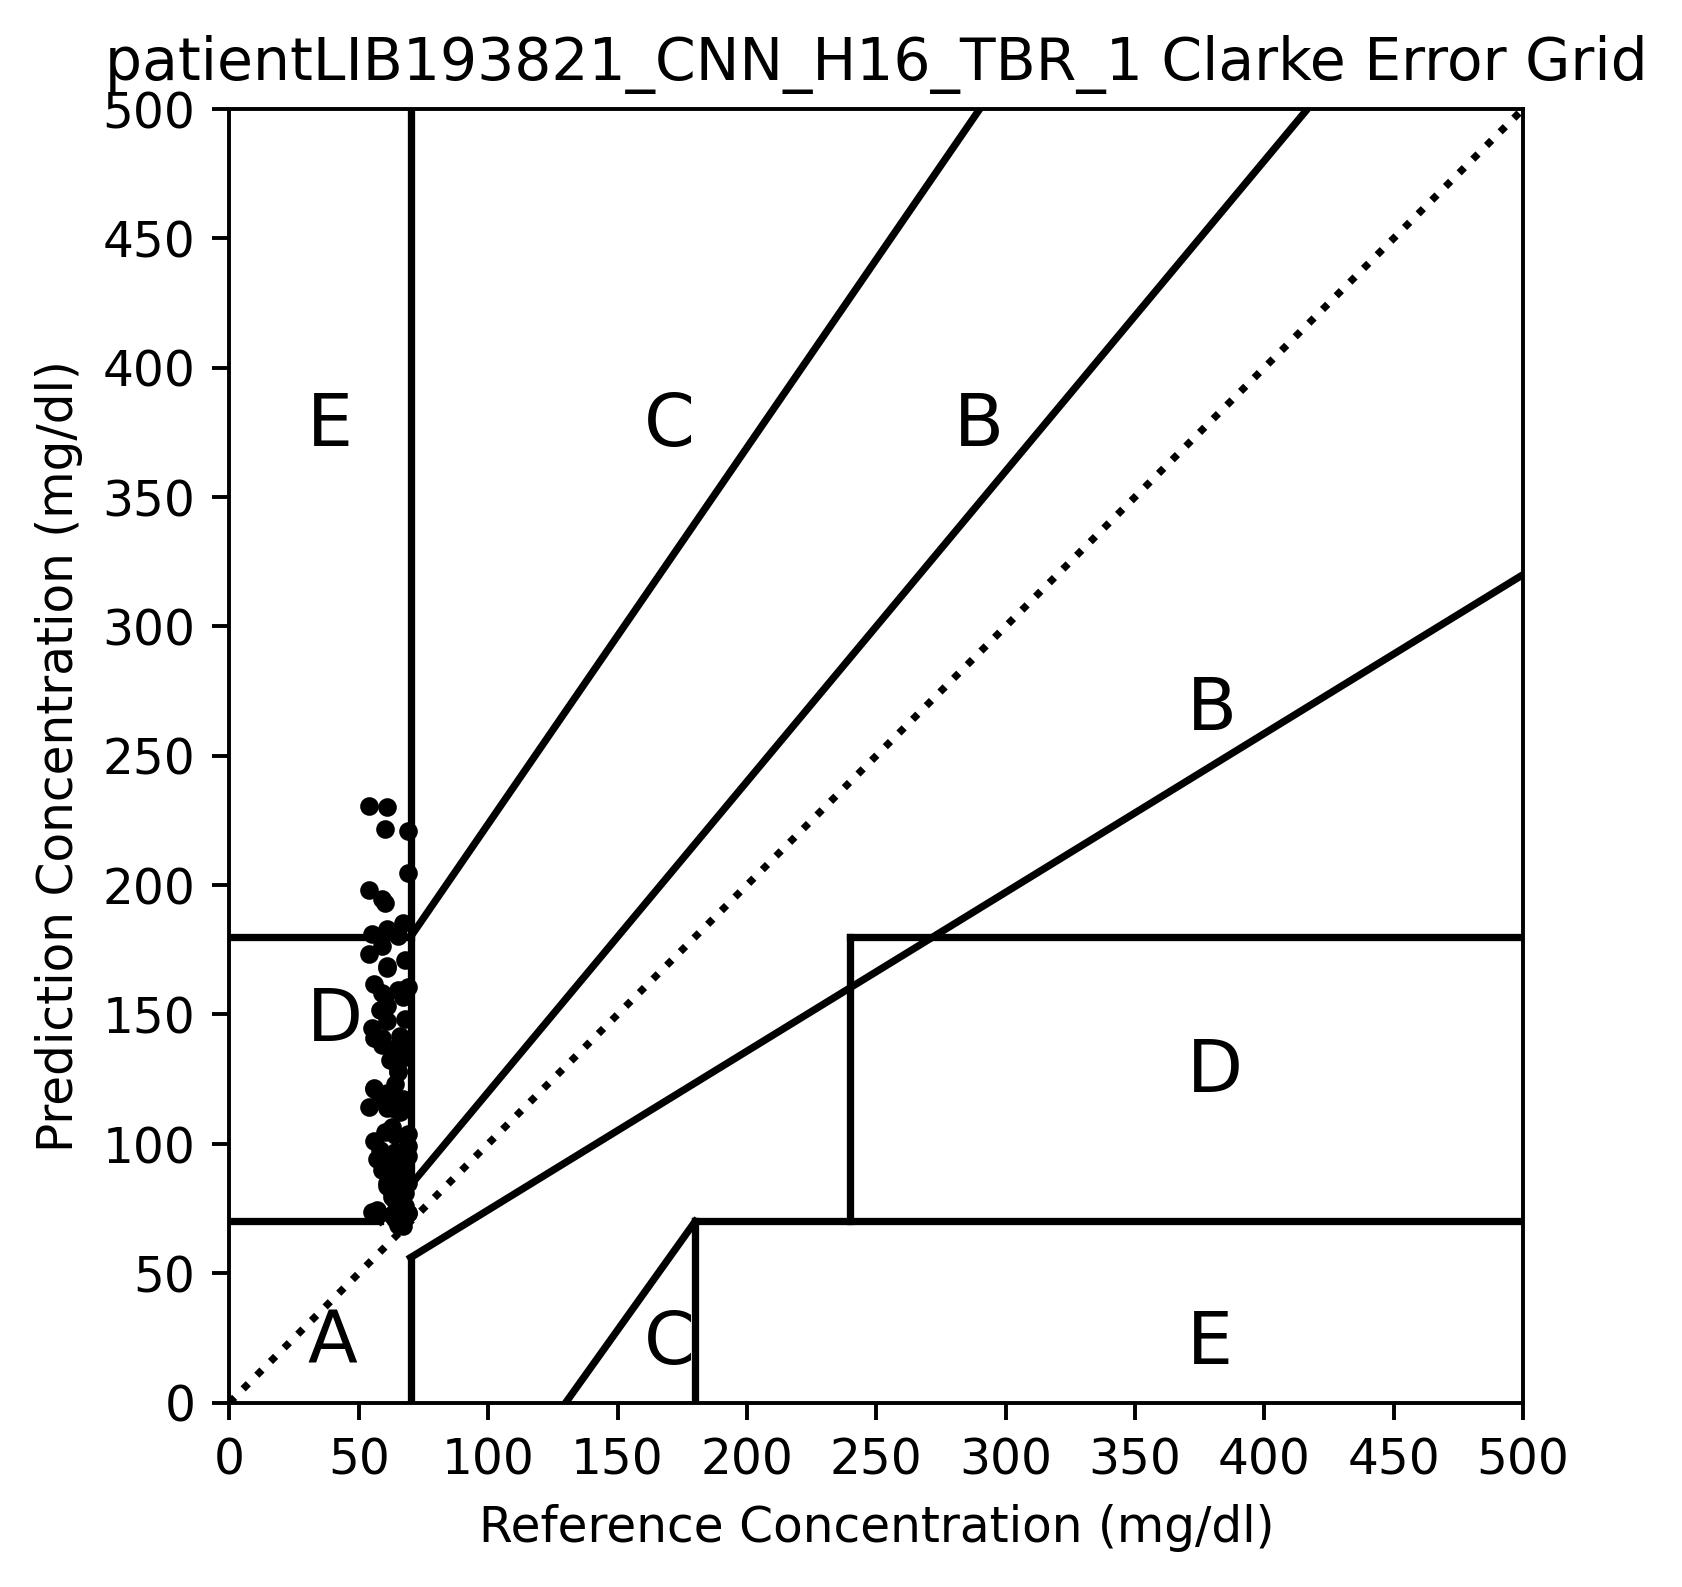 patientLIB193821_CNN_H16_TBR_1 Clarke Error Grid
500
450
400
350
300
250
200
150
100
50
0
Prediction Concentration (mg/dl)
E
C
B
B
D
D
A
C
E
0 50 100 150 200 250 300 350 400 450 500
Reference Concentration (mg/dl)